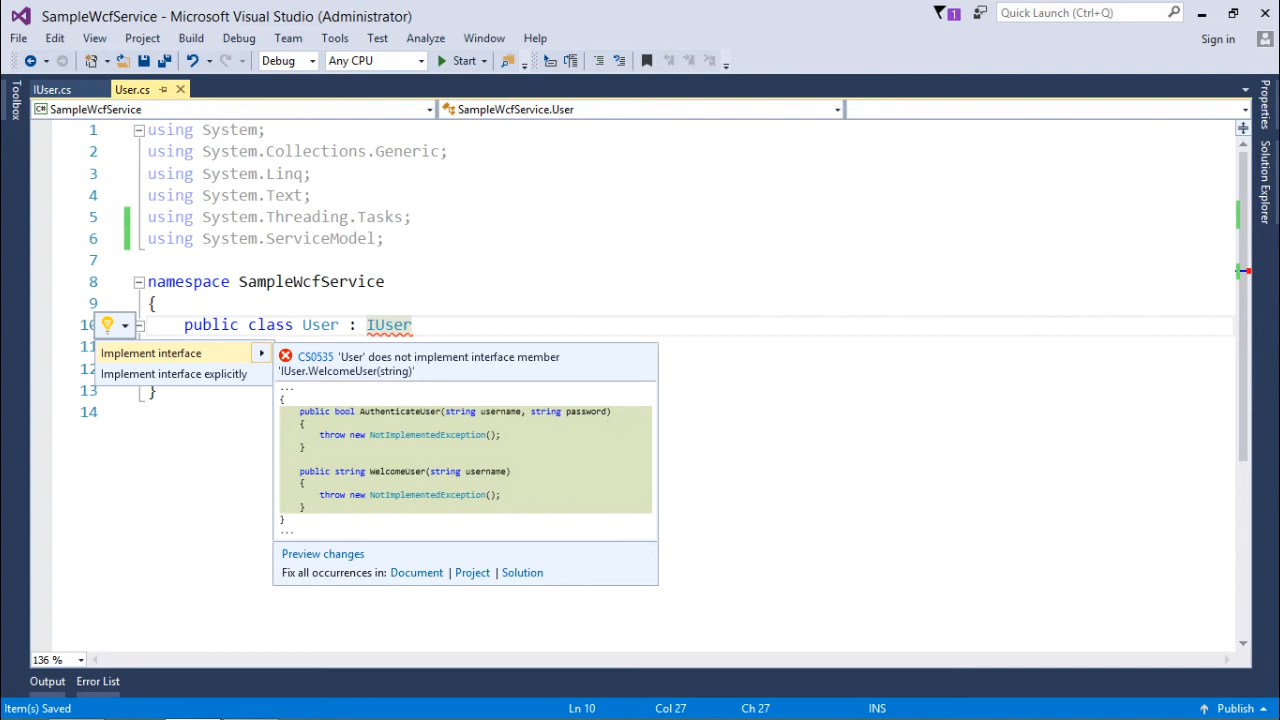 SampleWcfService - Microsoft Visual Studio (Administrator)
1
Quick Launch (Ctrl+Q)
File Edit View Project Build Debug Team Tools Test Analyze Window Help
Sign in
Debug Any CPU Start
Toolbox
IUser.cs User.cs
SampleWcfService SampleWcfService.User
Properties
Solution Explorer
1 using System;
2 using System.Collections.Generic;
3 using System.Linq;
4 using System.Text;
5 using System.Threading.Tasks;
6 using System.ServiceModel;
7
8 namespace SampleWcfService
9 {
10 public class User : IUser
11
12
13 }
14
Implement interface
Implement interface explicitly
CS0535 'User' does not implement interface member
'IUser.WelcomeUser(string)'
...
{
public bool AuthenticateUser(string username, string password)
{
throw new NotImplementedException();
}
public string WelcomeUser(string username)
{
throw new NotImplementedException();
}
}
...
Preview changes
Fix all occurrences in: Document | Project | Solution
136 %
Output Error List
Item(s) Saved Ln 10 Col 27 Ch 27 INS Publish